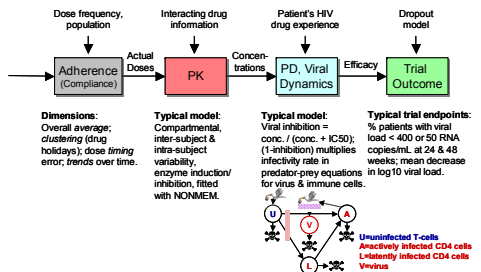 Dose frequency,
population
Interacting drug
information
Patient's HIV
drug experience
Dropout
model
Adherence
(Compliance)
Actual
Doses
PK
Concen-
trations
PD, Viral
Dynamics
Efficacy
Trial
Outcome
Dimensions:
Overall average;
clustering (drug
holidays); dose timing
error; trends over time.
Typical model:
Compartmental,
inter-subject &
intra-subject
variability,
enzyme induction/
inhibition, fitted
with NONMEM.
Typical model:
Viral inhibition =
conc. / (conc. + IC50);
(1-inhibition) multiplies
infectivity rate in
predator-prey equations
for virus & immune cells.
Typical trial endpoints:
% patients with viral
load < 400 or 50 RNA
copies/mL at 24 & 48
weeks; mean decrease
in log10 viral load.
U
A
V
L
U=uninfected T-cells
A=actively infected CD4 cells
L=latently infected CD4 cells
V=virus